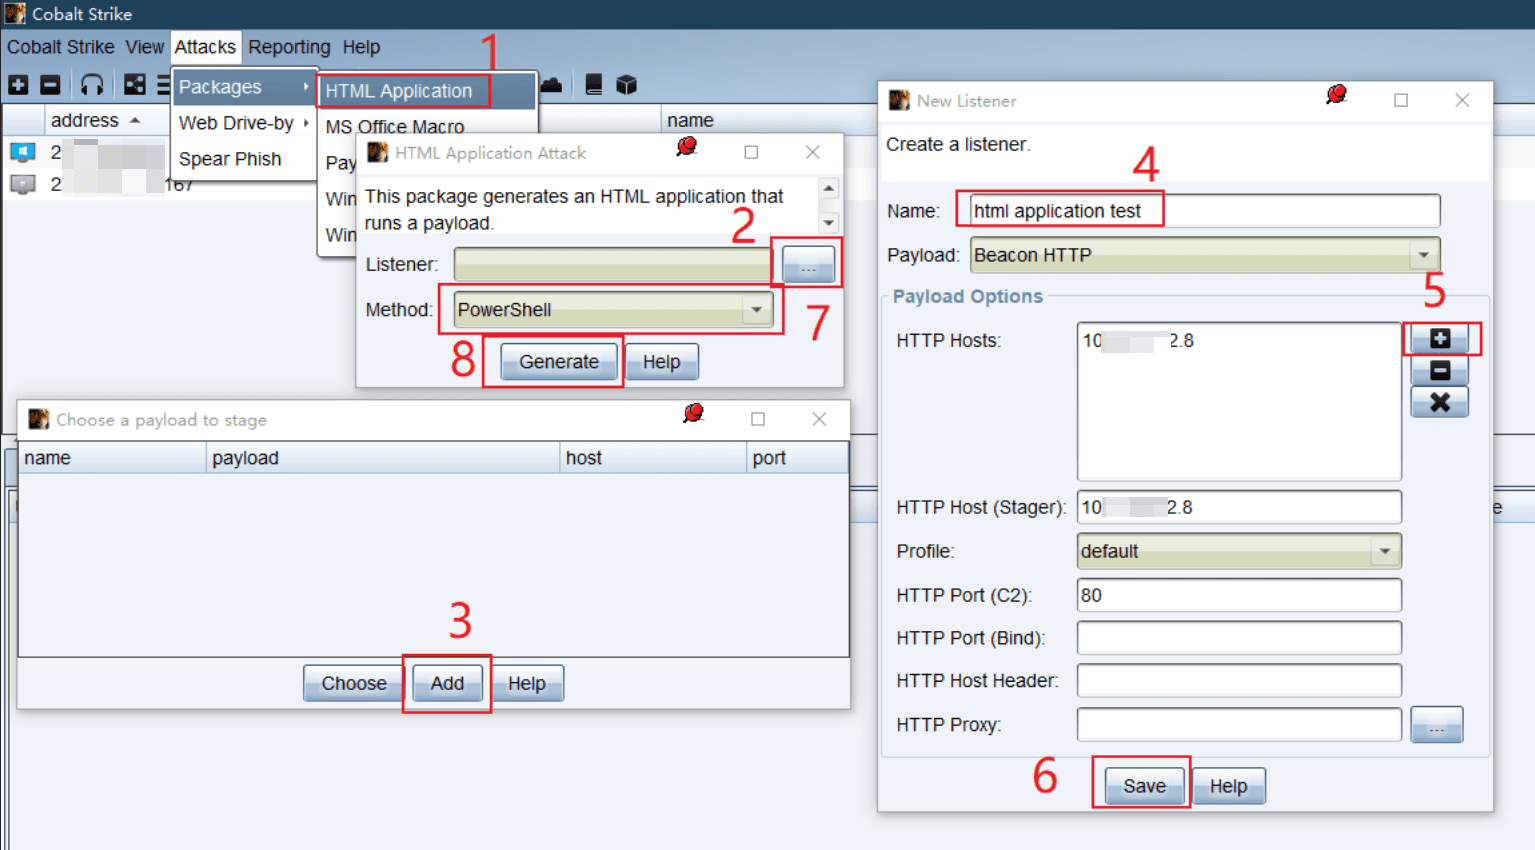 Cobalt Strike
Cobalt Strike View Attacks Reporting Help
1
Packages
HTML Application
Web Drive-by
MS Office Macro
Spear Phish
Pay
Win
Win
address
name
2
2 167
HTML Application Attack
This package generates an HTML application that
runs a payload.
2
Listener:
...
Method: PowerShell
7
8
Generate Help
Choose a payload to stage
name payload host port
3
Choose Add Help
New Listener
Create a listener.
4
Name: html application test
Payload: Beacon HTTP
5
Payload Options
HTTP Hosts: 10 2.8
HTTP Host (Stager): 10 2.8
Profile: default
HTTP Port (C2): 80
HTTP Port (Bind):
HTTP Host Header:
HTTP Proxy: ...
6
Save Help
e